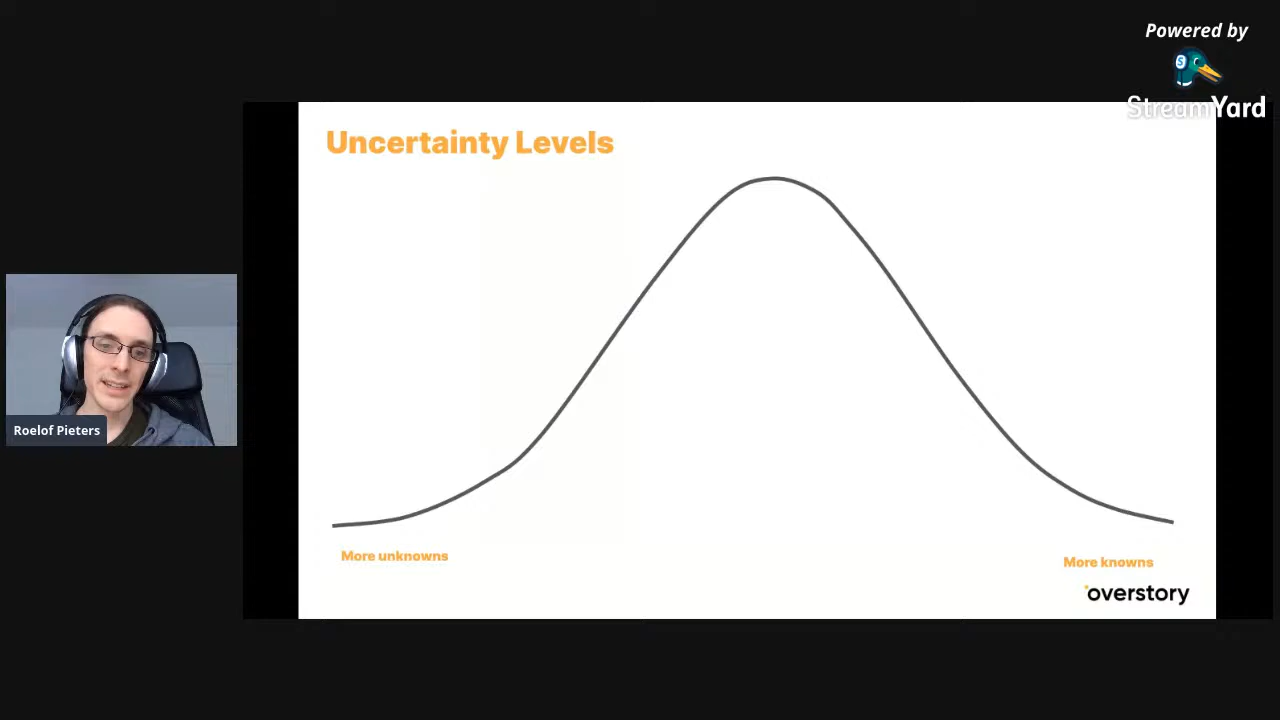 Powered by
S
StreamYard
Uncertainty Levels
Roelof Pieters
More unknowns
More knowns
overstory